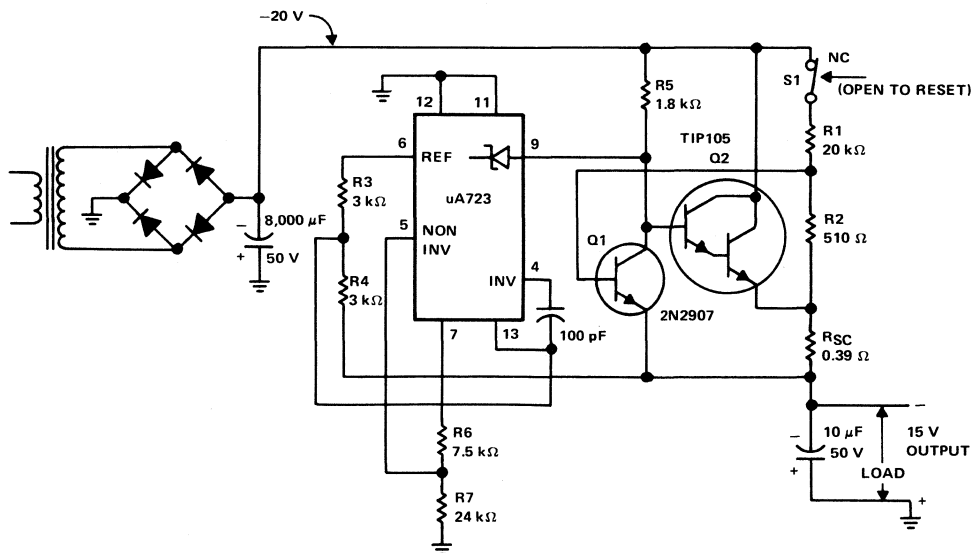 −20 V
NC
S1
(OPEN TO RESET)
R5
1.8 kΩ
12
11
TIP105
Q2
R1
20 kΩ
6
REF
9
R3
3 kΩ
uA723
8,000 µF
−
+
50 V
5
NON
INV
Q1
R2
510 Ω
R4
3 kΩ
INV
4
2N2907
7
13
100 pF
RSC
0.39 Ω
−
R6
7.5 kΩ
10 µF
50 V
−
+
15 V
OUTPUT
LOAD
R7
24 kΩ
+